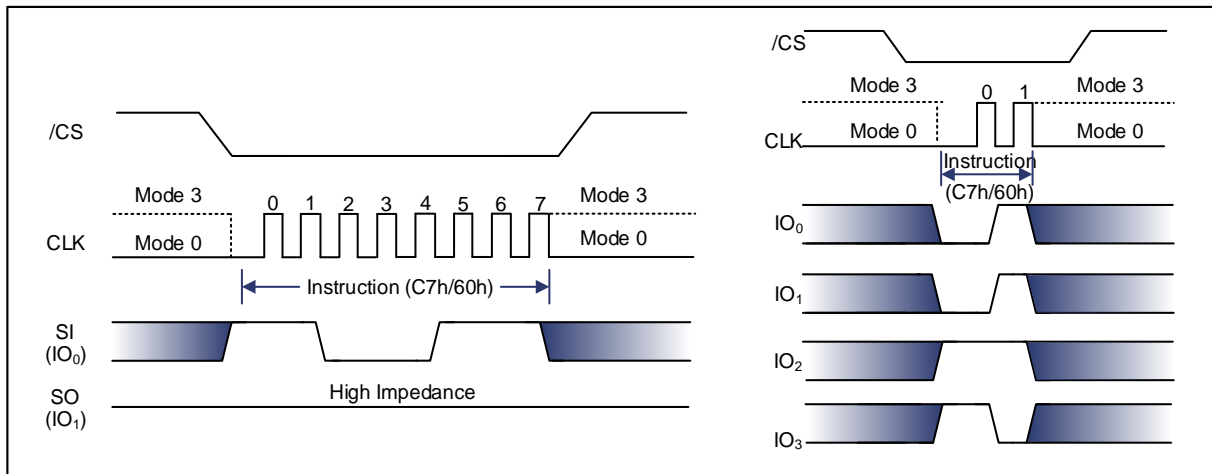 /CS
Mode 3
0 1 2 3 4 5 6 7
Mode 3
CLK
Mode 0
Mode 0
Instruction (C7h/60h)
SI
(IO0)
High Impedance
SO
(IO1)
/CS
Mode 3
0 1
Mode 3
CLK
Mode 0
Mode 0
Instruction
(C7h/60h)
IO0
IO1
IO2
IO3